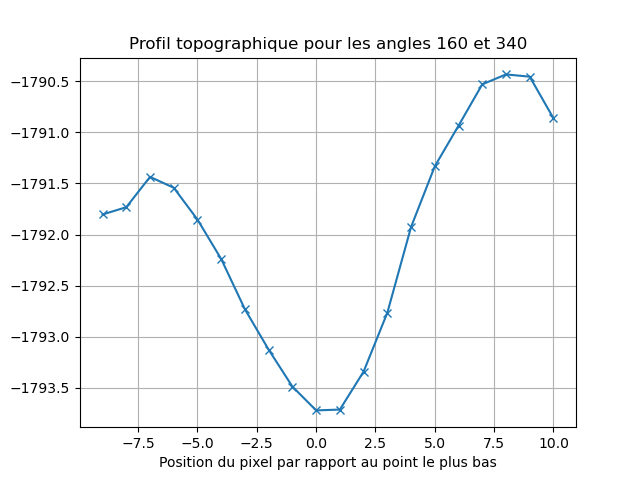 Profil topographique pour les angles 160 et 340
−1790.5
−1791.0
−1791.5
−1792.0
−1792.5
−1793.0
−1793.5
−7.5 −5.0 −2.5 0.0 2.5 5.0 7.5 10.0
Position du pixel par rapport au point le plus bas